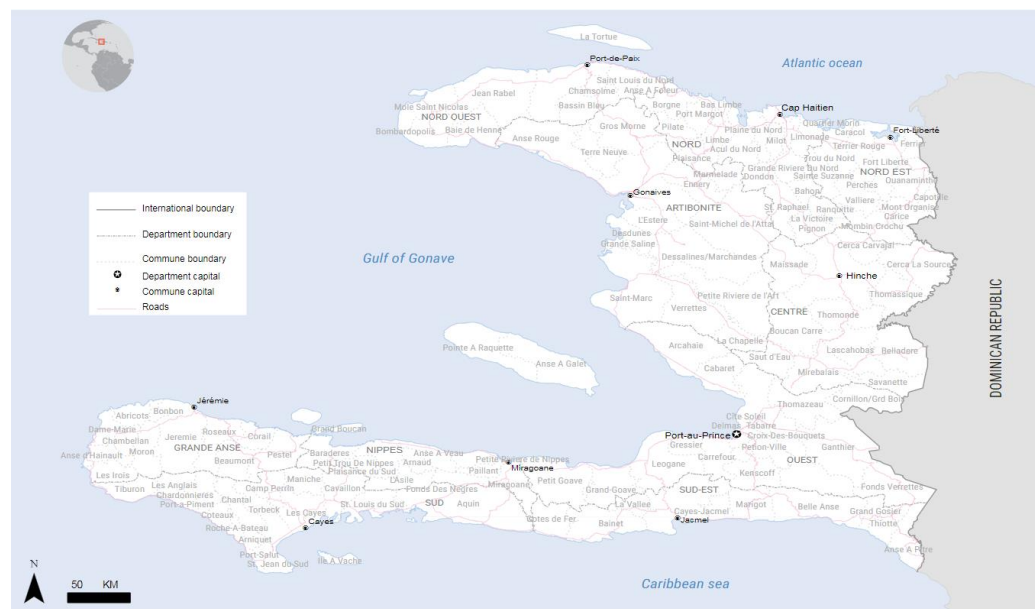 La Tortue
Port-de-Paix
Atlantic ocean
Saint Louis du Nord
Jean Rabel
Chamsolme
Anse A Foleur
Mole Saint Nicolas
NORD OUEST
Bassin Bleu
Borgne
Bas Limbe
Port Margot
Cap Haitien
Quartier Morin
Bombardopolis
Baie de Henne
Anse Rouge
Gros Morne
Pilate
Plaine du Nord
Limbe
Milot
Limonade
Caracol
Fort-Liberté
Ferrier
Terre Neuve
NORD
Acul du Nord
Terrier Rouge
Plaisance
Trou du Nord
Fort Liberte
Grande Riviere du Nord
NORD EST
Marmelade
Dondon
Sainte Suzanne
Ouanaminthe
Ennery
Bahon
Perches
Gonaives
Valliere
Capotille
ARTIBONITE
St. Raphael
Ranquitte
Mont Organise
L'Estere
Saint-Michel de l'Attal
La Victoire
Carice
Pignon
Mombin Crochu
Desdunes
Grande Saline
Cerca Carvajal
International boundary
Department boundary
Commune boundary
Department capital
Commune capital
Roads
Gulf of Gonave
Dessalines/Marchandes
Maissade
Cerca La Source
Hinche
Saint-Marc
Petite Riviere de l'Art
Thomassique
Verrettes
CENTRE
Thomonde
Boucan Carre
DOMINICAN REPUBLIC
Pointe A Raquette
Arcahaie
La Chapelle
Lascahobas
Belladere
Anse A Galet
Saut d'Eau
Cabaret
Mirebalais
Savanette
Cornillon/Grd Bois
Thomazeau
Jérémie
Abricots
Bonbon
Grand Boucan
Cite Soleil
Dame-Marie
Roseaux
Delmas
Tabarre
Chambellan
Jeremie
Corail
Port-au-Prince
Croix-Des-Bouquets
Moron
GRANDE ANSE
NIPPES
Gressier
Petion-Ville
Ganthier
Anse d'Hainault
Beaumont
Pestel
Baraderes
Anse A Veau
Petite Riviere de Nippes
Carrefour
OUEST
Petit Trou De Nippes
Arnaud
Paillant
Miragoane
Leogane
Les Irois
Plaisance du Sud
Petit Goave
Kenscoff
Tiburon
Les Anglais
Camp Perrin
Maniche
L'Asile
Miragoane
Fonds Verrettes
Chardonnieres
Chantal
Cavaillon
Fonds Des Negres
Grand-Goave
SUD-EST
Port-a-Piment
St. Louis du Sud
SUD
Aquin
La Vallee
Marigot
Belle Anse
Coteaux
Torbeck
Les Cayes
Cayes-Jacmel
Grand Gosier
Roche-A-Bateau
Cayes
Cotes de Fer
Bainet
Jacmel
Thiotte
Arniquet
Port-Salut
Ile A Vache
Anse A Pitre
St. Jean du Sud
Caribbean sea
N
50 KM